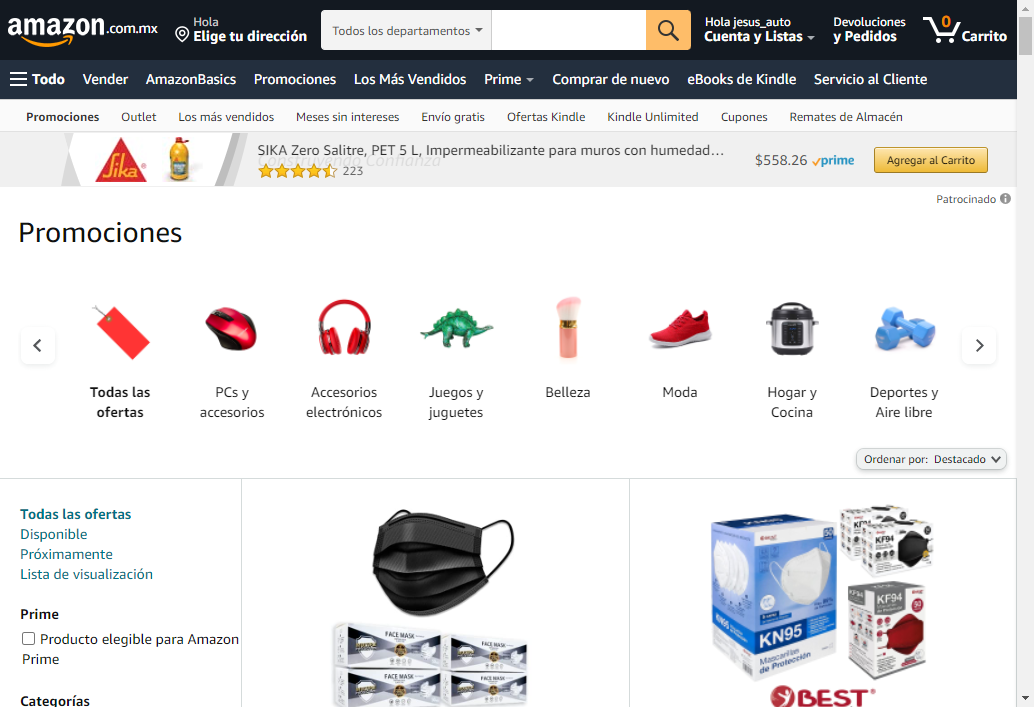 amazon.com.mx
Hola
Elige tu dirección
Todos los departamentos
Hola jesus_auto
Cuenta y Listas
Devoluciones
y Pedidos
0
Carrito
Todo
Vender
AmazonBasics
Promociones
Los Más Vendidos
Prime
Comprar de nuevo
eBooks de Kindle
Servicio al Cliente
Promociones
Outlet
Los más vendidos
Meses sin intereses
Envío gratis
Ofertas Kindle
Kindle Unlimited
Cupones
Remates de Almacén
Sika
SIKA Zero Salitre, PET 5 L, Impermeabilizante para muros con humedad…
Construyendo Confianza
223
$558.26 prime
Agregar al Carrito
Patrocinado
Promociones
Todas las
ofertas
PCs y
accesorios
Accesorios
electrónicos
Juegos y
juguetes
Belleza
Moda
Hogar y
Cocina
Deportes y
Aire libre
Ordenar por: Destacado
Todas las ofertas
Disponible
Próximamente
Lista de visualización
Prime
Producto elegible para Amazon
Prime
Categorías
FACE MASK
FACE MASK
FACE MASK
FACE MASK
BEST
KN95
KN95
Mascarillas
de Protección
KF94
KF94
KF94
BEST